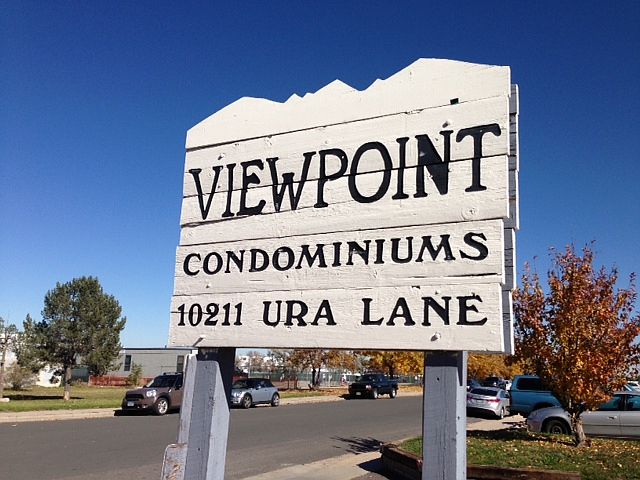 VIEWPOINT
CONDOMINIUMS
10211 URA LANE